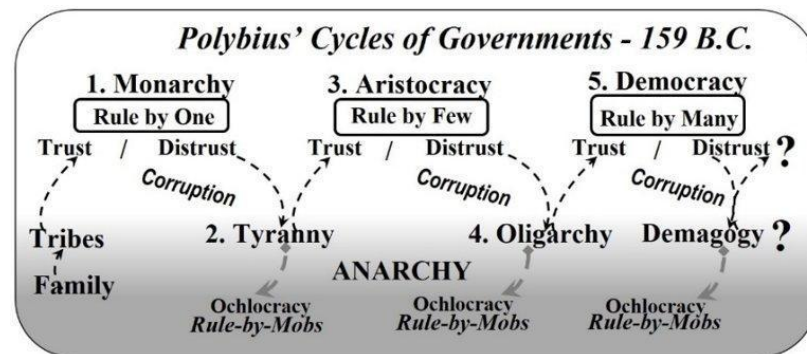 Polybius' Cycles of Governments - 159 B.C.
1. Monarchy 3. Aristocracy 5. Democracy
Rule by One Rule by Few Rule by Many
Trust / Distrust Trust / Distrust Trust / Distrust ?
Corruption Corruption Corruption
Tribes 2. Tyranny 4. Oligarchy Demagogy ?
Family ANARCHY
Ochlocracy Ochlocracy Ochlocracy
Rule-by-Mobs Rule-by-Mobs Rule-by-Mobs